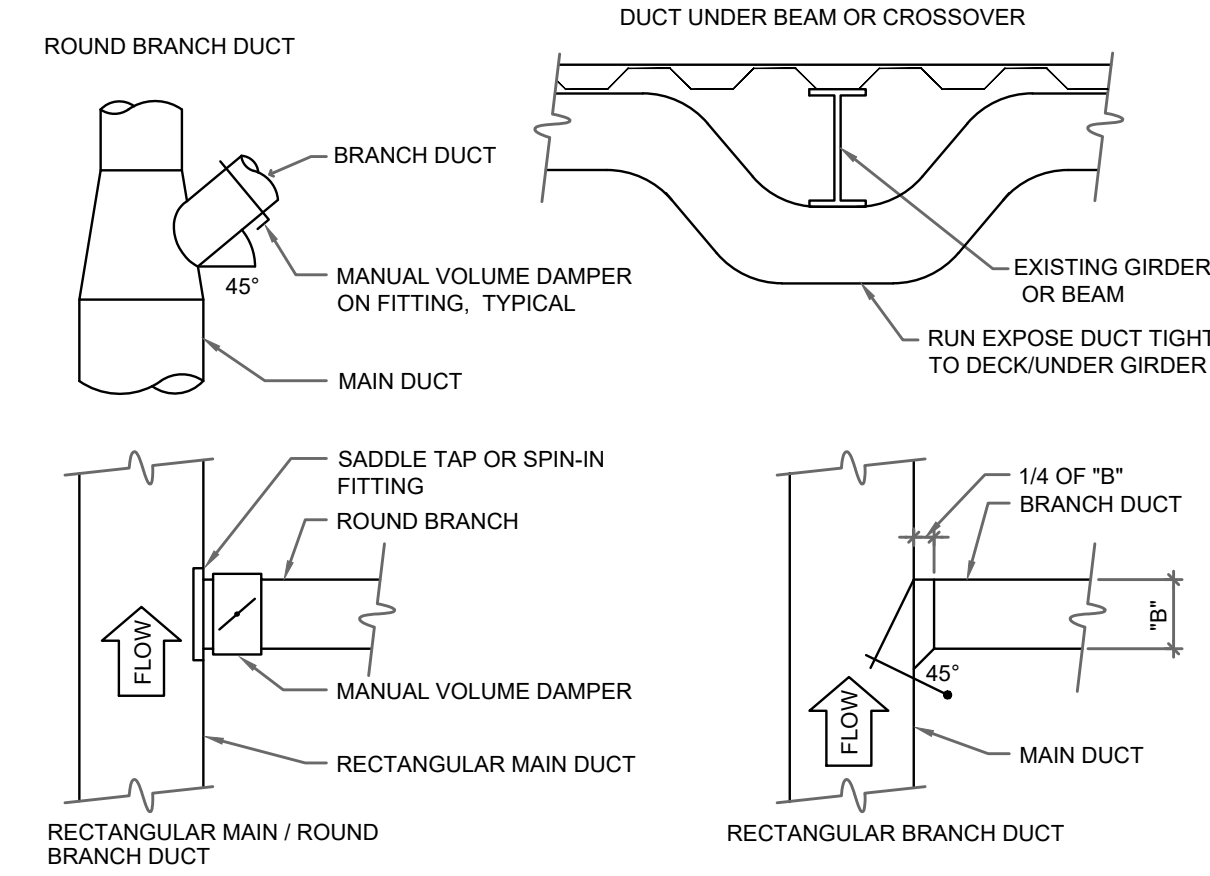 DUCT UNDER BEAM OR CROSSOVER
ROUND BRANCH DUCT
BRANCH DUCT
45°
MANUAL VOLUME DAMPER
ON FITTING, TYPICAL
MAIN DUCT
EXISTING GIRDER
OR BEAM
RUN EXPOSE DUCT TIGHT
TO DECK/UNDER GIRDER
SADDLE TAP OR SPIN-IN
FITTING
ROUND BRANCH
FLOW
MANUAL VOLUME DAMPER
RECTANGULAR MAIN DUCT
RECTANGULAR MAIN / ROUND
BRANCH DUCT
1/4 OF "B"
BRANCH DUCT
"B"
45°
FLOW
MAIN DUCT
RECTANGULAR BRANCH DUCT